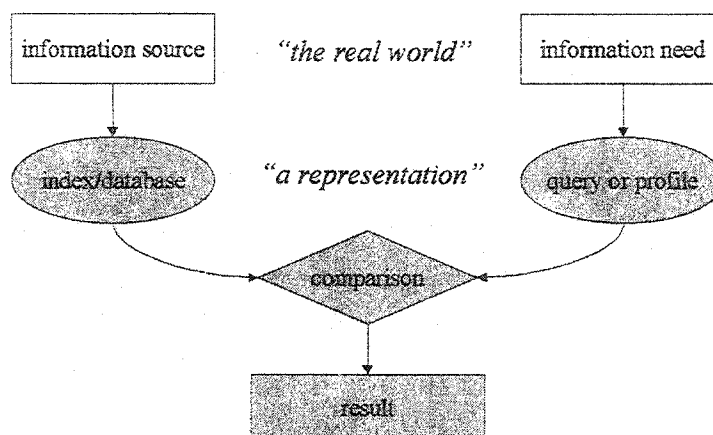 information source
“the real world”
information need
index/database
“a representation”
query or profile
comparison
result